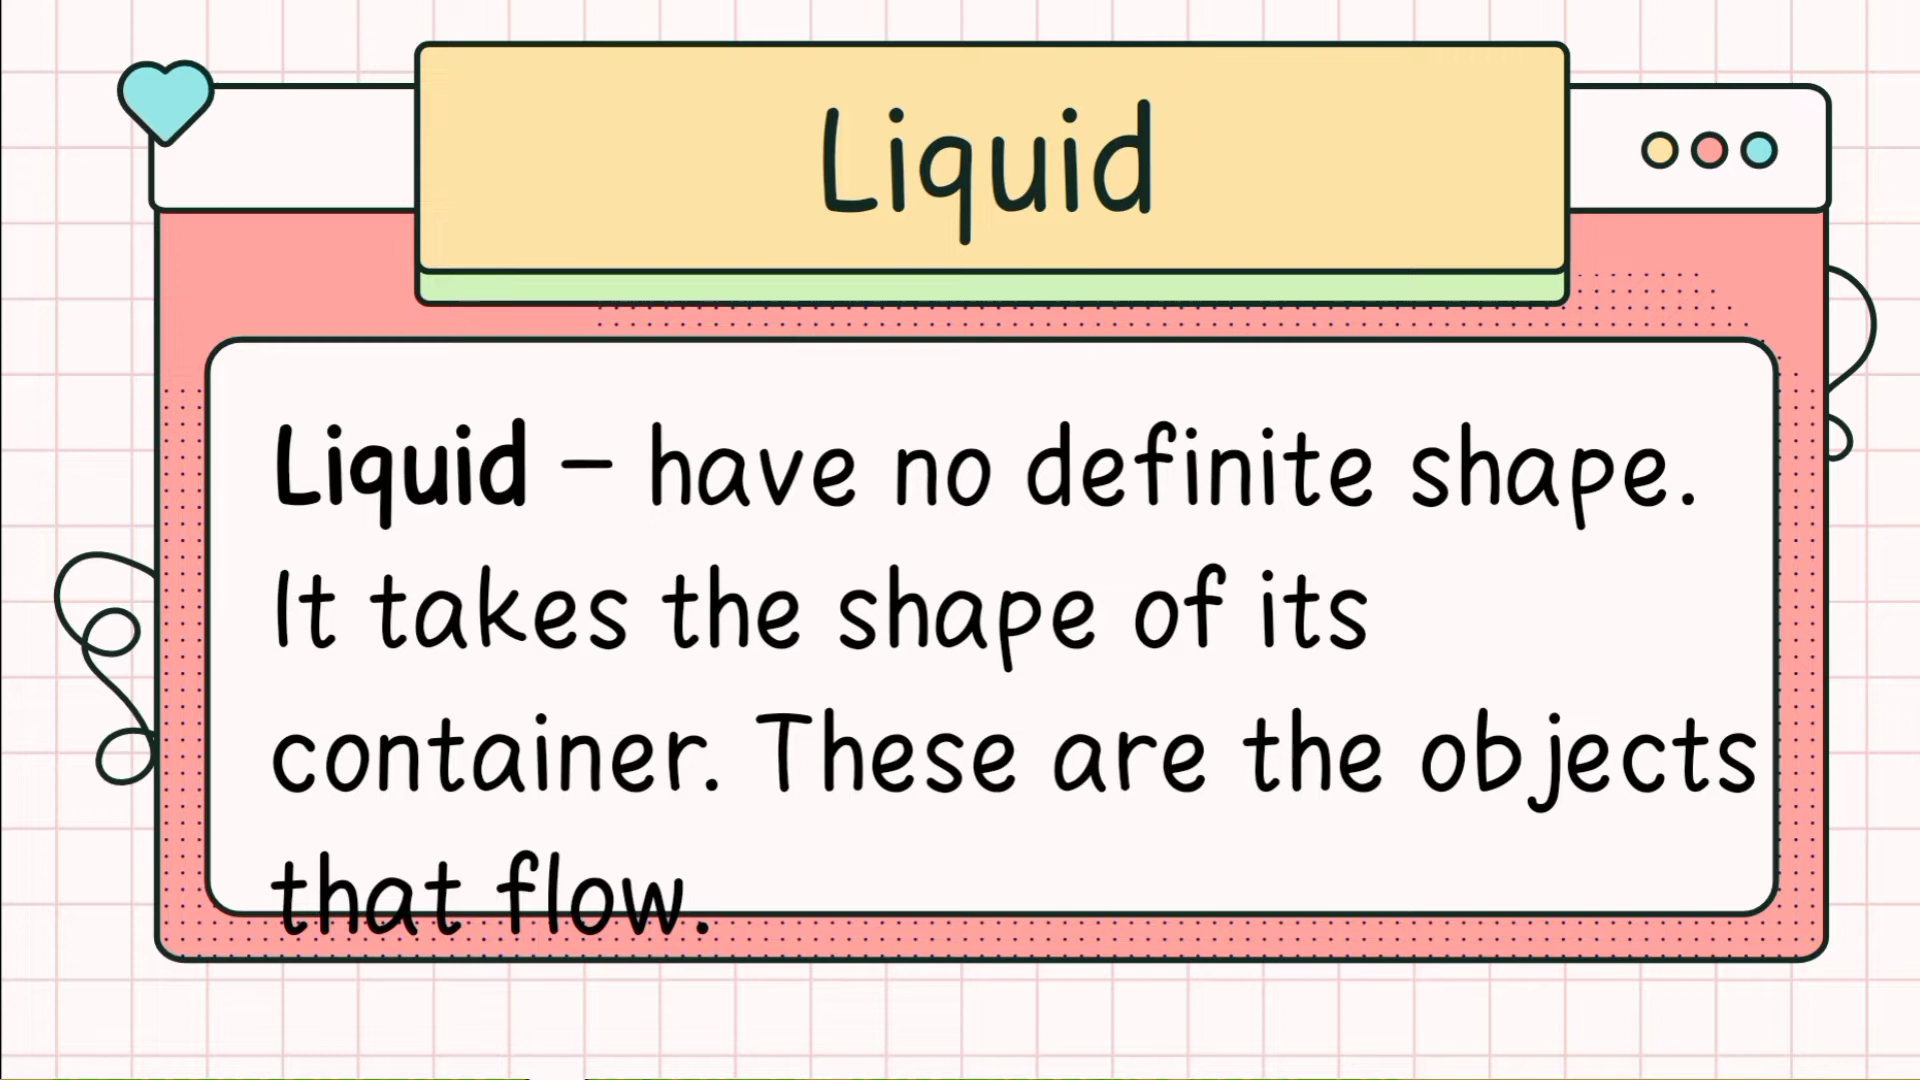 Liquid
Liquid – have no definite shape.
It takes the shape of its
container. These are the objects
that flow.